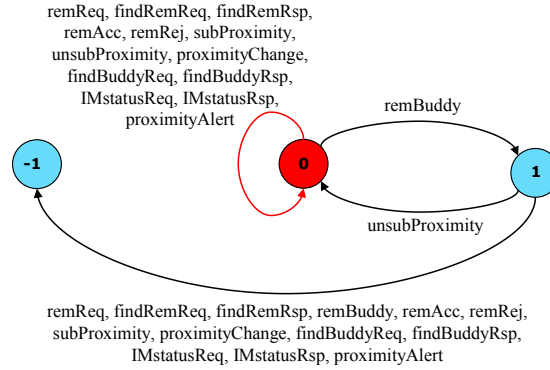 remReq, findRemReq, findRemRsp,
remAcc, remRej, subProximity,
unsubProximity, proximityChange,
findBuddyReq, findBuddyRsp,
IMstatusReq, IMstatusRsp,
proximityAlert
remBuddy
-1
0
1
unsubProximity
remReq, findRemReq, findRemRsp, remBuddy, remAcc, remRej,
subProximity, proximityChange, findBuddyReq, findBuddyRsp,
IMstatusReq, IMstatusRsp, proximityAlert